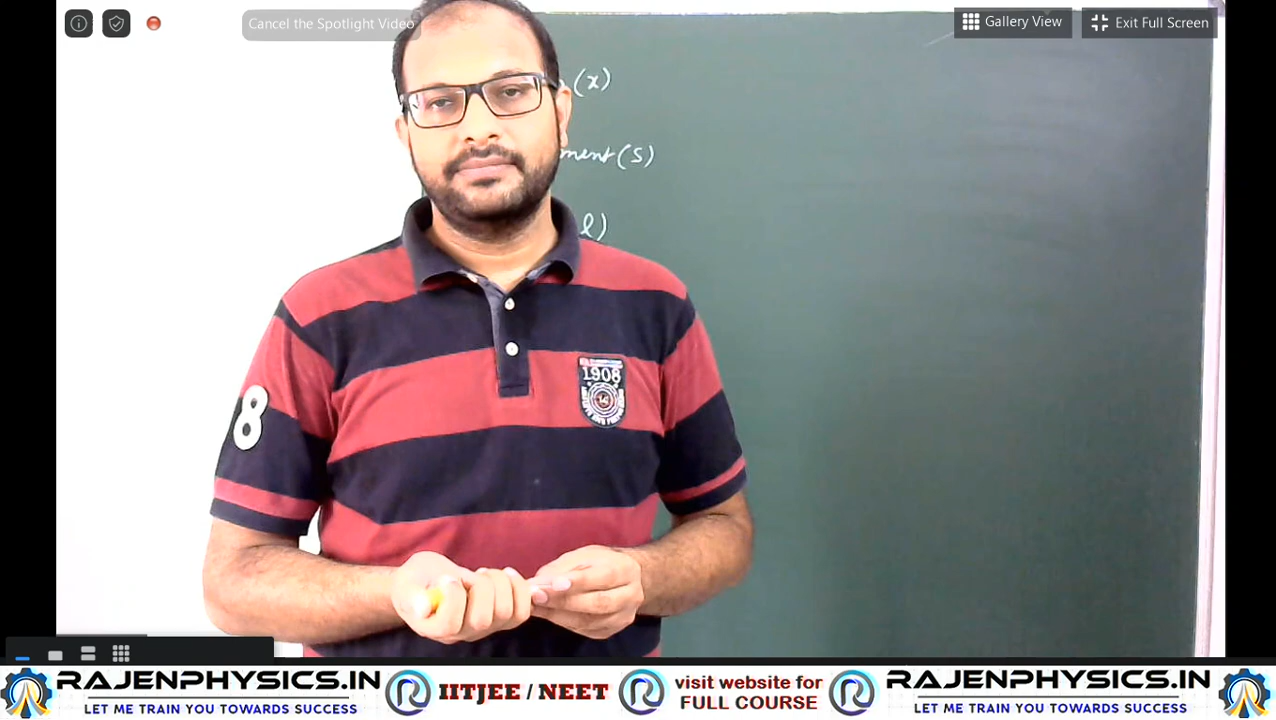 Cancel the Spotlight Video
Gallery View
Exit Full Screen
(x)
ment(s)
l)
1908
8
RAJENPHYSICS.IN
LET ME TRAIN YOU TOWARDS SUCCESS
IITJEE / NEET
visit website for
FULL COURSE
RAJENPHYSICS.IN
LET ME TRAIN YOU TOWARDS SUCCESS